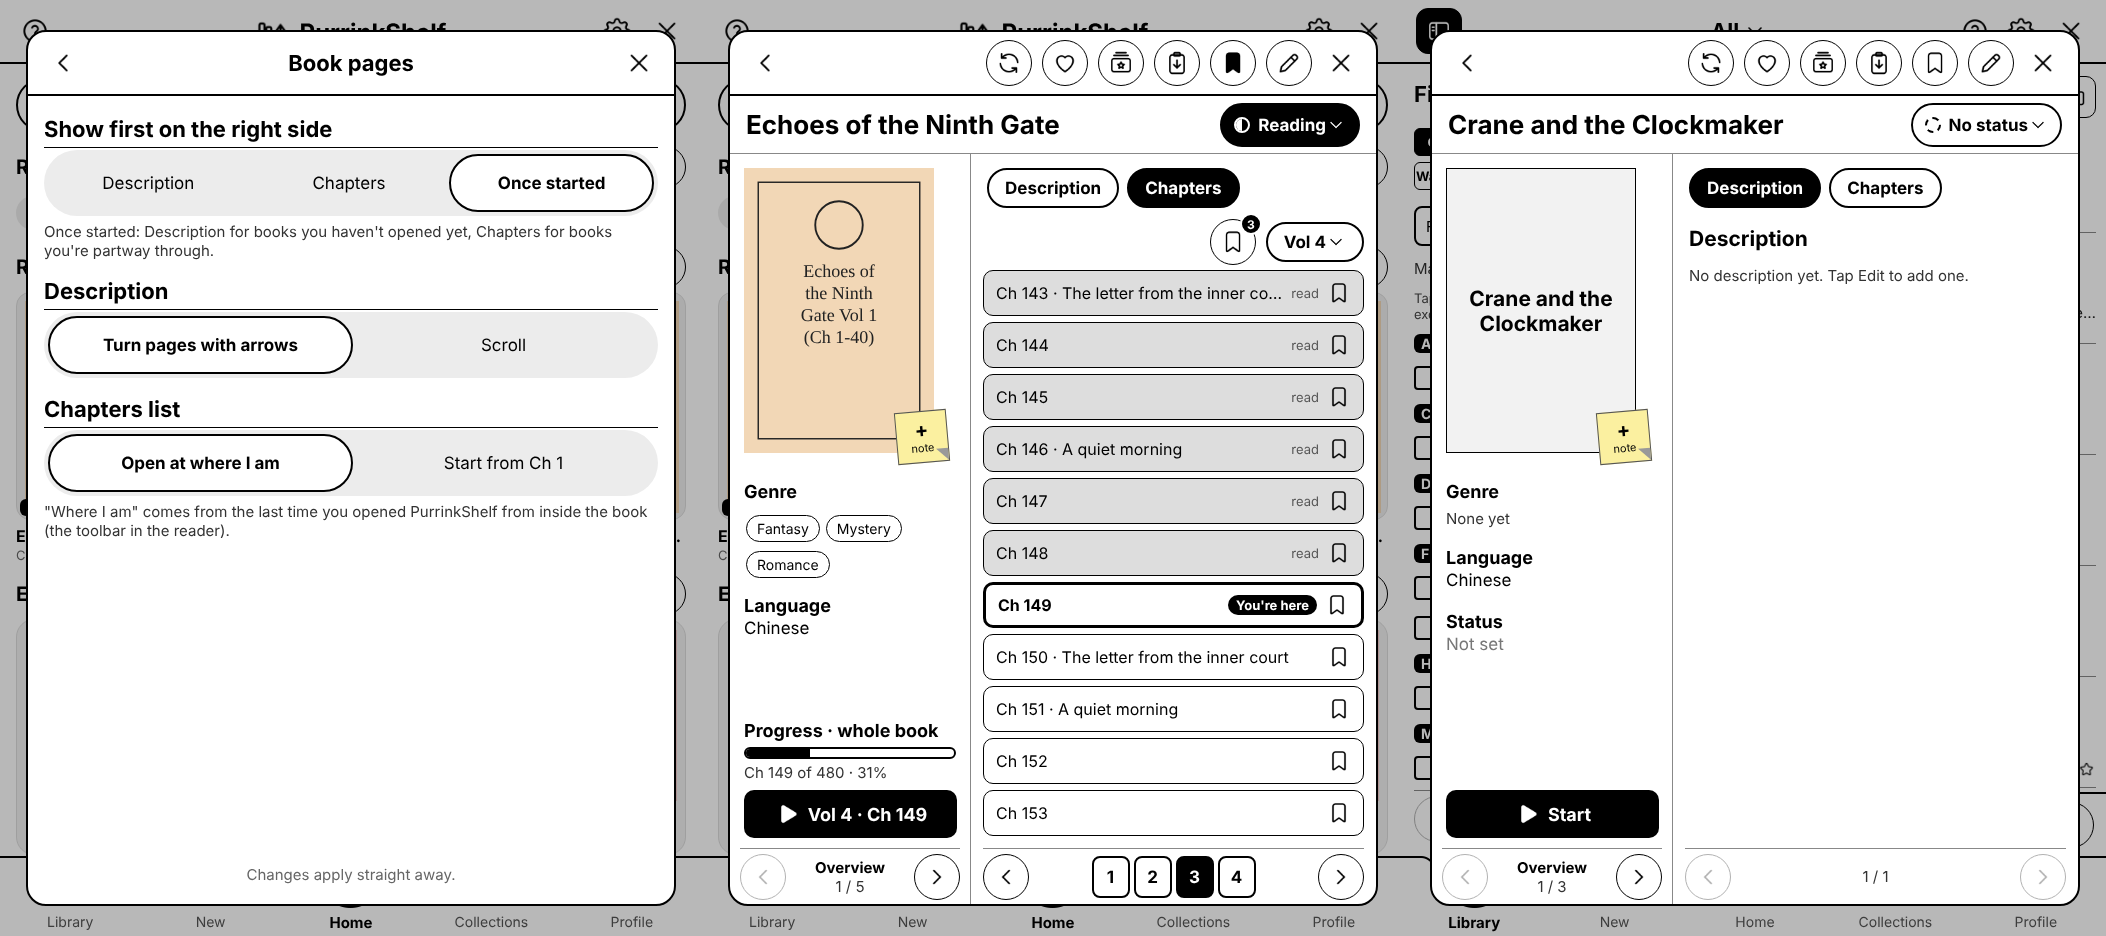 PurrinkShelf
Book pages
Show first on the right side
Description
Chapters
Once started
Once started: Description for books you haven't opened yet, Chapters for books
you're partway through.
Description
Turn pages with arrows
Scroll
Chapters list
Open at where I am
Start from Ch 1
"Where I am" comes from the last time you opened PurrinkShelf from inside the book
(the toolbar in the reader).
Changes apply straight away.
Library
New
Home
Collections
Profile
PurrinkShelf
Echoes of the Ninth Gate
Reading
Echoes of
the Ninth
Gate Vol 1
(Ch 1-40)
+
note
Genre
Fantasy
Mystery
Romance
Language
Chinese
Progress · whole book
Ch 149 of 480 · 31%
Vol 4 · Ch 149
Overview
1 / 5
Description
Chapters
3
Vol 4
Ch 143 · The letter from the inner co... read
Ch 144 read
Ch 145 read
Ch 146 · A quiet morning read
Ch 147 read
Ch 148 read
Ch 149 You're here
Ch 150 · The letter from the inner court
Ch 151 · A quiet morning
Ch 152
Ch 153
1 2 3 4
Library
New
Home
Collections
Profile
All
Crane and the Clockmaker
No status
Crane and the
Clockmaker
+
note
Genre
None yet
Language
Chinese
Status
Not set
Start
Overview
1 / 3
Description
Chapters
Description
No description yet. Tap Edit to add one.
1 / 1
Library
New
Home
Collections
Profile